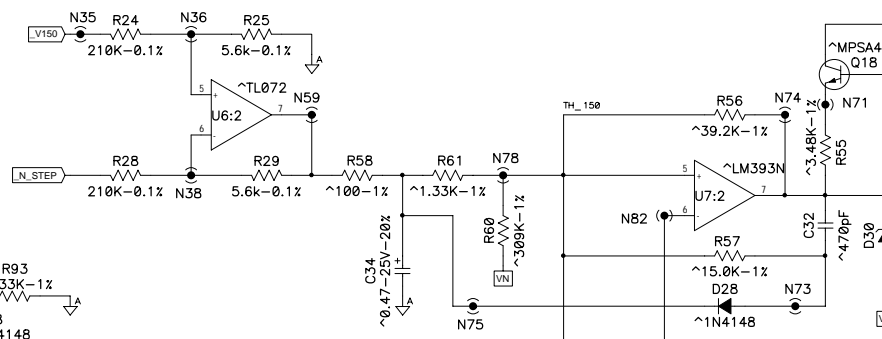 N35
N36
R24
R25
_V150
210K-0.1%
5.6k-0.1%
A
^TL072
N59
5
+
U6:2
7
6
-
^MPSA4
Q18
TH_150
R56
N74
N71
^39.2K-1%
^3.48K-1%
R55
_N_STEP
R28
R29
R58
R61
N78
210K-0.1%
N38
5.6k-0.1%
^100-1%
^1.33K-1%
5
+
^LM393N
U7:2
7
N82
6
-
R60
^309K-1%
VN
C32
^470pF
D30
R93
33K-1%
A
C34
^0.47-25V-20%
+
A
R57
^15.0K-1%
D28
N73
N75
^1N4148
4148